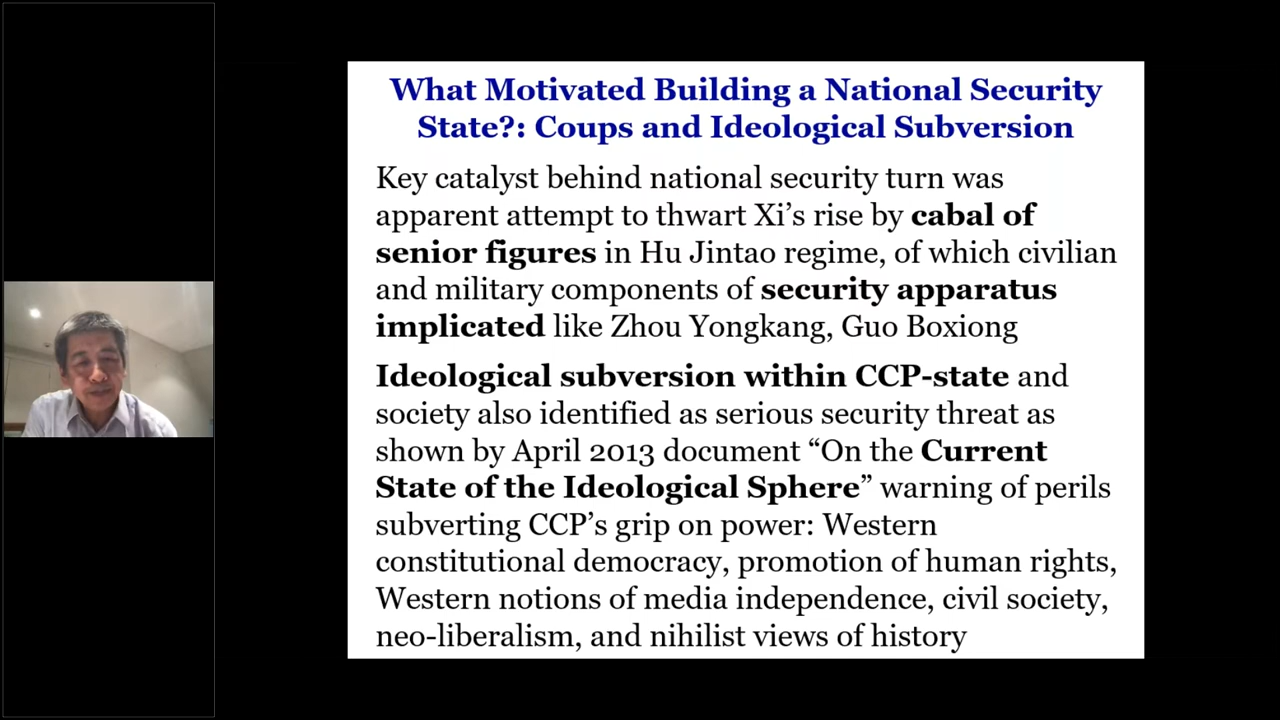 What Motivated Building a National Security
State?: Coups and Ideological Subversion
Key catalyst behind national security turn was
apparent attempt to thwart Xi’s rise by cabal of
senior figures in Hu Jintao regime, of which civilian
and military components of security apparatus
implicated like Zhou Yongkang, Guo Boxiong
Ideological subversion within CCP-state and
society also identified as serious security threat as
shown by April 2013 document “On the Current
State of the Ideological Sphere” warning of perils
subverting CCP’s grip on power: Western
constitutional democracy, promotion of human rights,
Western notions of media independence, civil society,
neo-liberalism, and nihilist views of history